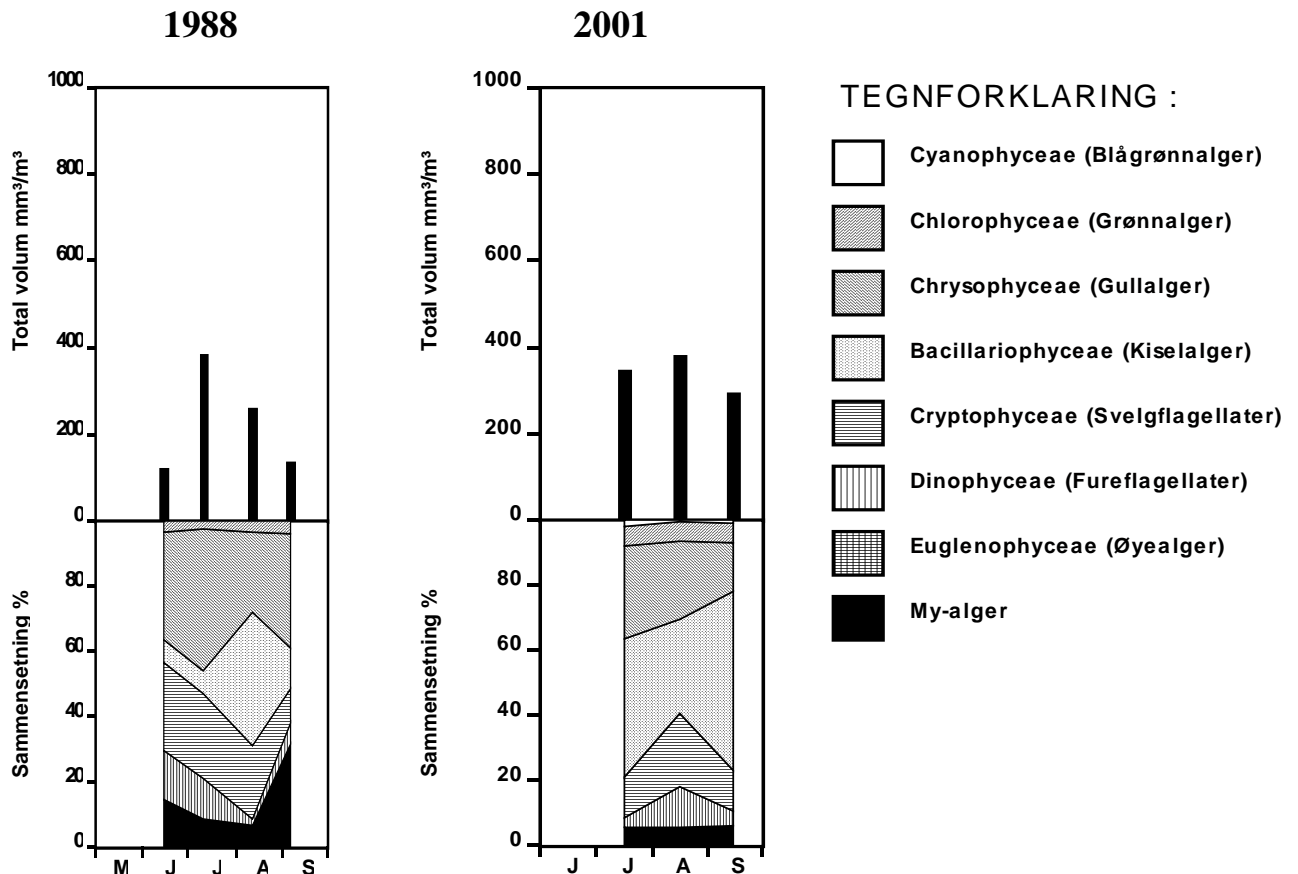 1988
1000
800
600
400
200
0
80
60
40
20
0
Total volum mm³/m³
Sammensetning %
M J J A S
2001
1000
800
600
400
200
0
80
60
40
20
0
Total volum mm³/m³
Sammensetning %
J J A S
TEGNFORKLARING :
Cyanophyceae (Blågrønnalger)
Chlorophyceae (Grønnalger)
Chrysophyceae (Gullalger)
Bacillariophyceae (Kiselalger)
Cryptophyceae (Svelgflagellater)
Dinophyceae (Fureflagellater)
Euglenophyceae (Øyealger)
My-alger